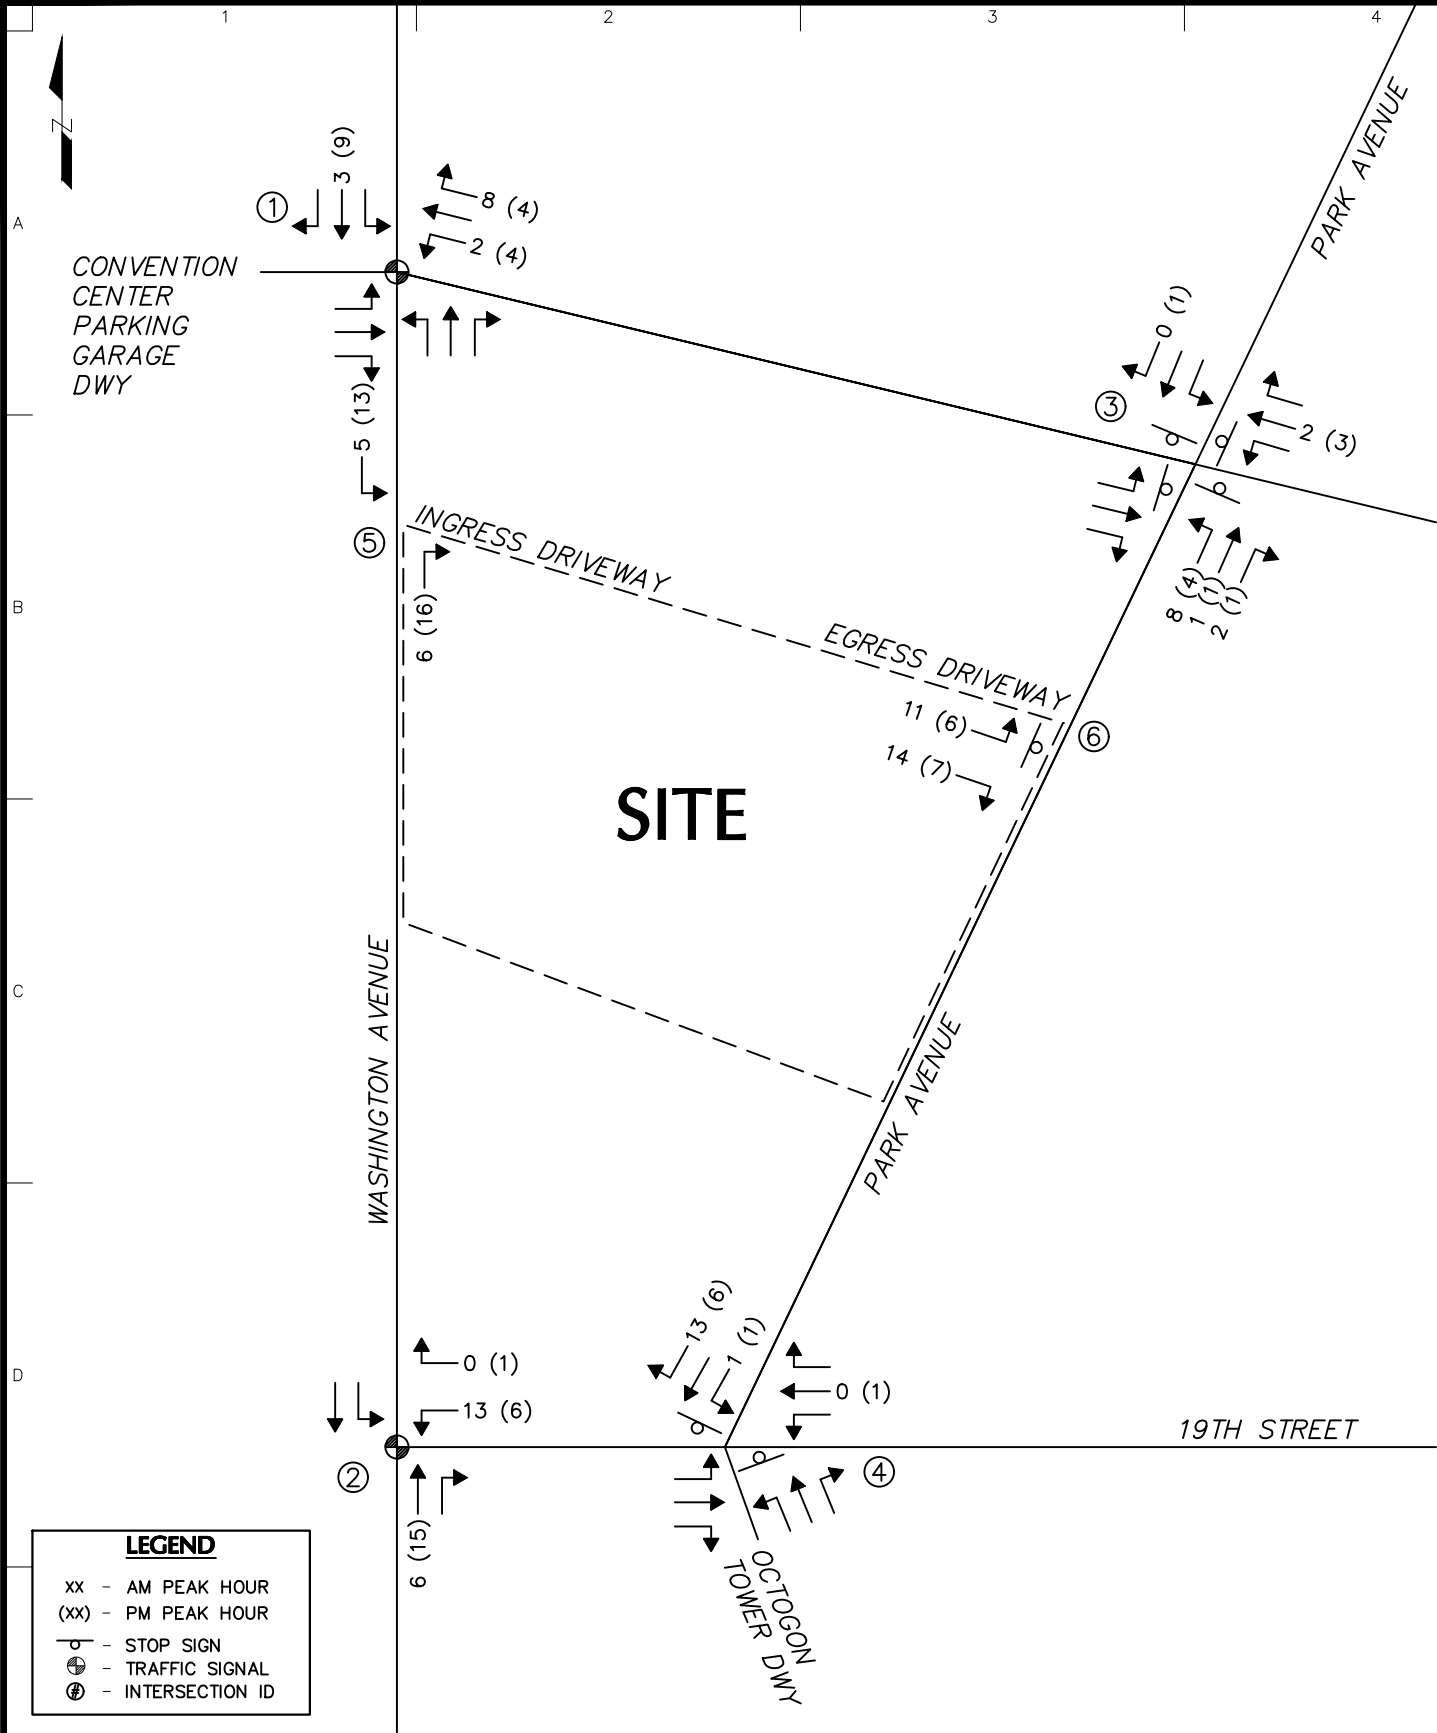 1
2
3
4
A
B
C
D
Z
PARK AVENUE
3 (9)
1
8 (4)
2 (4)
CONVENTION
CENTER
PARKING
GARAGE
DWY
0 (1)
3
2 (3)
5 (13)
8 (4)
1 (1)
2 (1)
5
INGRESS DRIVEWAY
6 (16)
EGRESS DRIVEWAY
11 (6)
14 (7)
6
SITE
WASHINGTON AVENUE
PARK AVENUE
13 (6)
1 (1)
0 (1)
13 (6)
0 (1)
19TH STREET
2
4
6 (15)
OCTOGON
TOWER DWY
LEGEND
XX - AM PEAK HOUR
(XX) - PM PEAK HOUR
- STOP SIGN
- TRAFFIC SIGNAL
# - INTERSECTION ID